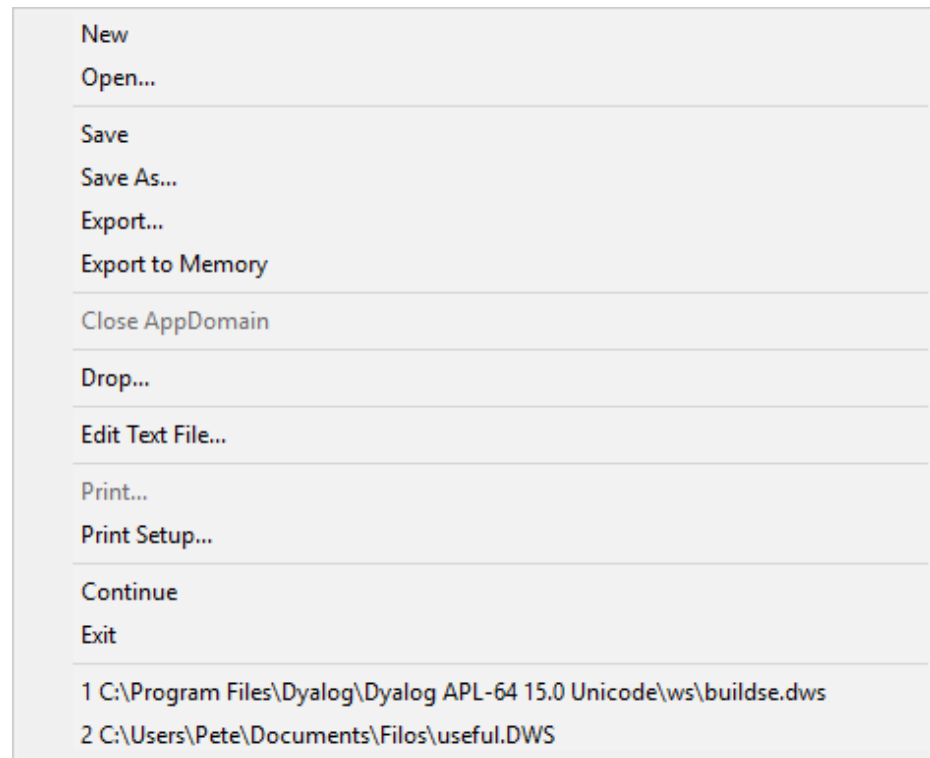 New
Open...
Save
Save As...
Export...
Export to Memory
Close AppDomain
Drop...
Edit Text File...
Print...
Print Setup...
Continue
Exit
1 C:\Program Files\Dyalog\Dyalog APL-64 15.0 Unicode\ws\buildse.dws
2 C:\Users\Pete\Documents\Filos\useful.DWS